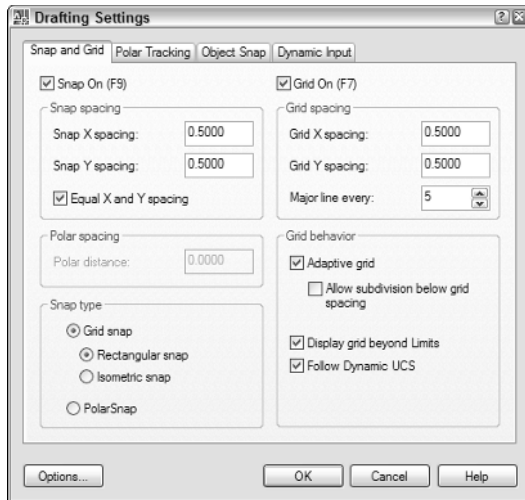 Drafting Settings
Snap and Grid
Polar Tracking
Object Snap
Dynamic Input
Snap On (F9)
Snap spacing
Snap X spacing: 0.5000
Snap Y spacing: 0.5000
Equal X and Y spacing
Polar spacing
Polar distance: 0.0000
Snap type
Grid snap
Rectangular snap
Isometric snap
PolarSnap
Grid On (F7)
Grid spacing
Grid X spacing: 0.5000
Grid Y spacing: 0.5000
Major line every: 5
Grid behavior
Adaptive grid
Allow subdivision below grid
spacing
Display grid beyond Limits
Follow Dynamic UCS
Options...
OK
Cancel
Help